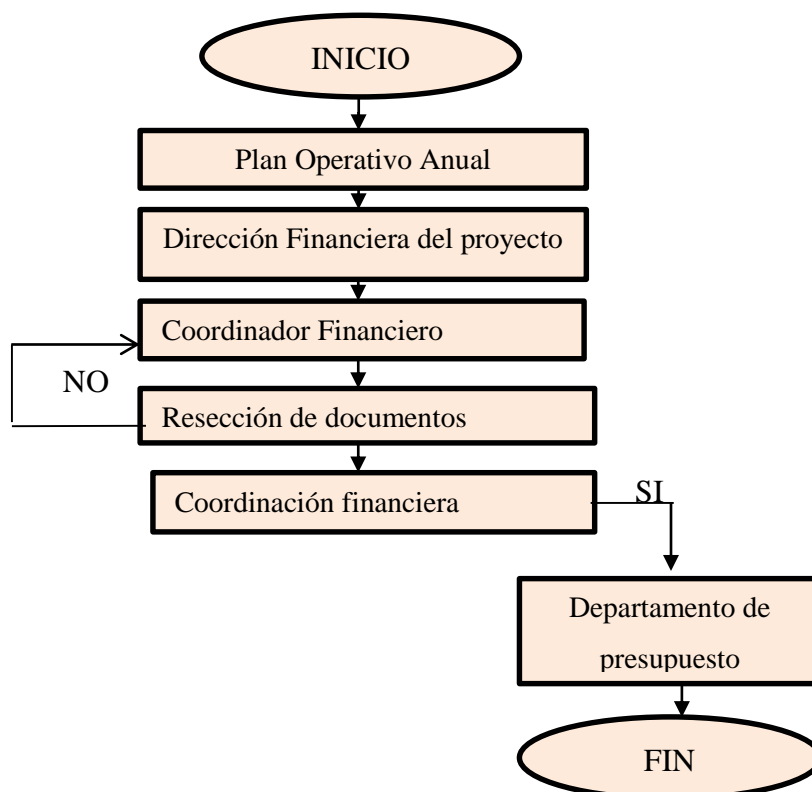 INICIO
Plan Operativo Anual
Dirección Financiera del proyecto
Coordinador Financiero
NO
Resección de documentos
Coordinación financiera
SI
Departamento de
presupuesto
FIN